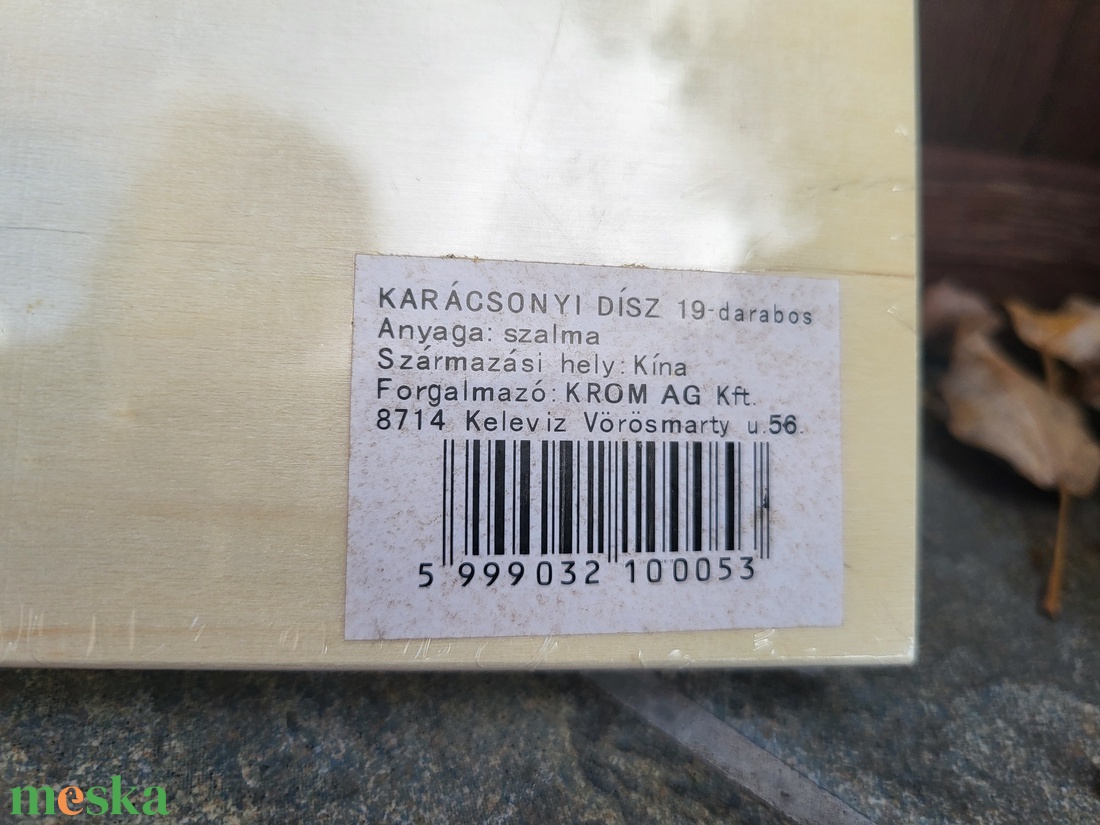 KARÁCSONYI DÍSZ 19-darabos
Anyaga: szalma
Származási hely: Kína
Forgalmazó: KROM AG Kft.
8714 Keleviz Vörösmarty u.56.
5 999032 100053
meska